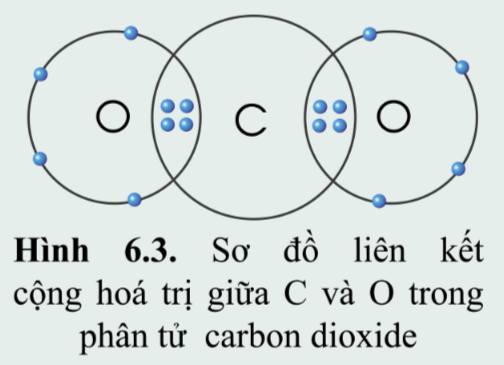 O C O
Hình 6.3. Sơ đồ liên kết
cộng hoá trị giữa C và O trong
phân tử carbon dioxide